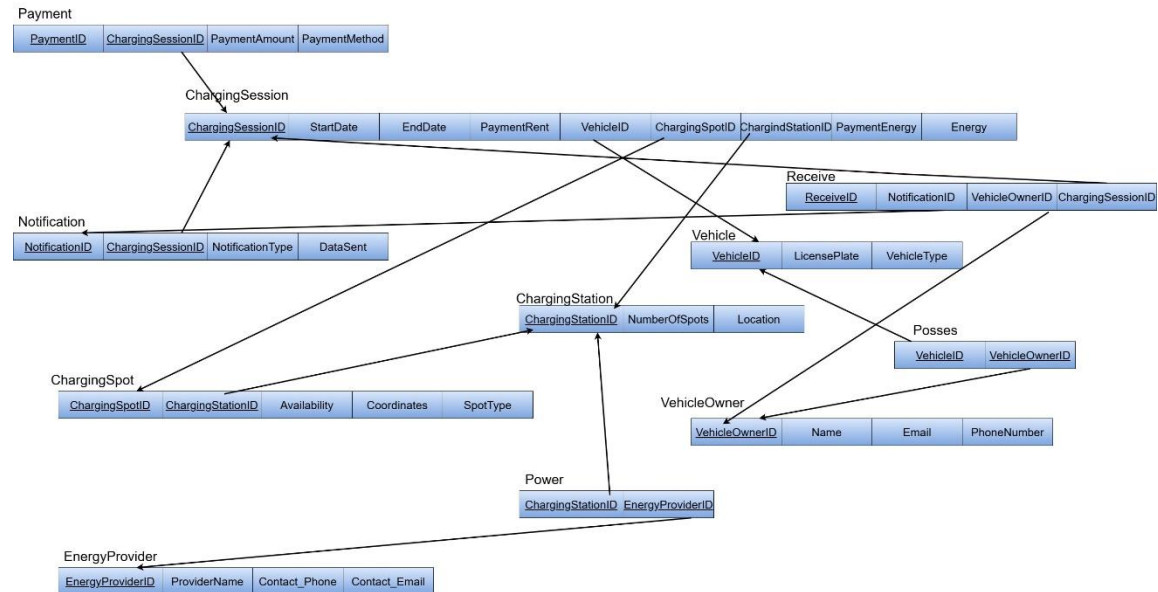 Payment
PaymentID ChargingSessionID PaymentAmount PaymentMethod
ChargingSession
ChargingSessionID StartDate EndDate PaymentRent VehicleID ChargingSpotID ChargindStationID PaymentEnergy Energy
Receive
ReceiveID NotificationID VehicleOwnerID ChargingSessionID
Notification
NotificationID ChargingSessionID NotificationType DataSent
Vehicle
VehicleID LicensePlate VehicleType
ChargingStation
ChargingStationID NumberOfSpots Location
Posses
VehicleID VehicleOwnerID
ChargingSpot
ChargingSpotID ChargingStationID Availability Coordinates SpotType
VehicleOwner
VehicleOwnerID Name Email PhoneNumber
Power
ChargingStationID EnergyProviderID
EnergyProvider
EnergyProviderID ProviderName Contact_Phone Contact_Email